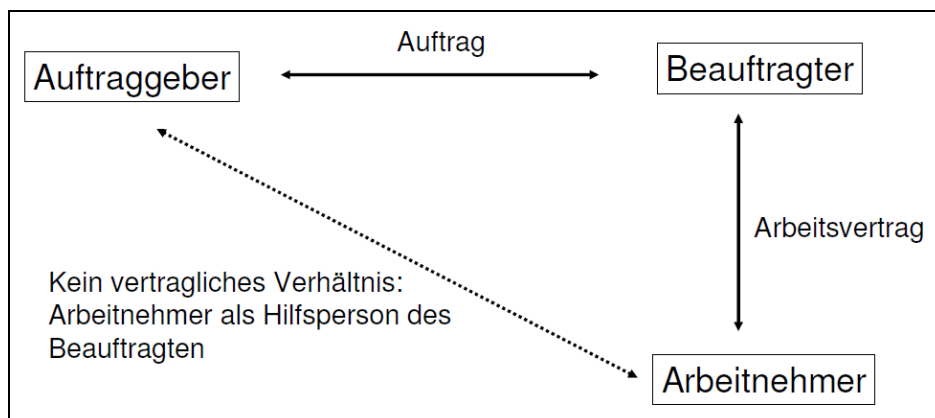 Auftrag
Auftraggeber
Beauftragter
Arbeitsvertrag
Kein vertragliches Verhältnis:
Arbeitnehmer als Hilfsperson des
Beauftragten
Arbeitnehmer